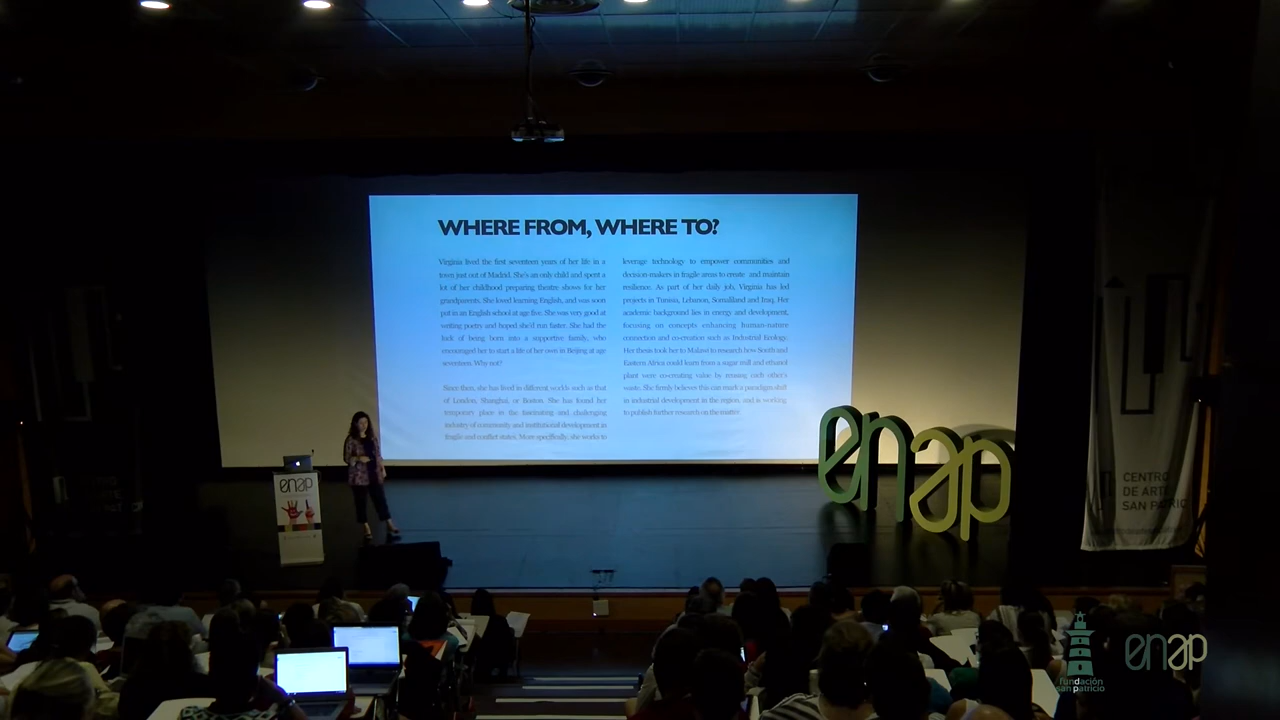 WHERE FROM, WHERE TO?
Virginia lived the first seventeen years of her life in a
town just out of Madrid. She's an only child and spent a
lot of her childhood preparing theatre shows for her
grandparents. She loved learning English, and was soon
put in an English school at age five. She was very good at
writing poetry and hoped she'd run faster. She had the
luck of being born into a supportive family, who
encouraged her to start a life of her own in Beijing at age
seventeen. Why not?
Since then, she has lived in different worlds such as that
of London, Shanghai, or Boston. She has found her
temporary place in the fascinating and challenging
industry of community and institutional development in
fragile and conflict states. More specifically, she works to
leverage technology to empower communities and
decision-makers in fragile areas to create and maintain
resilience. As part of her daily job, Virginia has led
projects in Tunisia, Lebanon, Somaliland and Iraq. Her
academic background lies in energy and development,
focusing on concepts enhancing human-nature
connection and co-creation such as Industrial Ecology.
Her thesis took her to Malawi to research how South and
Eastern Africa could learn from a sugar mill and ethanol
plant were co-creating value by reusing each other's
waste. She firmly believes this can mark a paradigm shift
in industrial development in the region, and is working
to publish further research on the matter.
enap
enap
CENTRO
DE ARTE
SAN PATRICIO
fundación
san patricio
enap